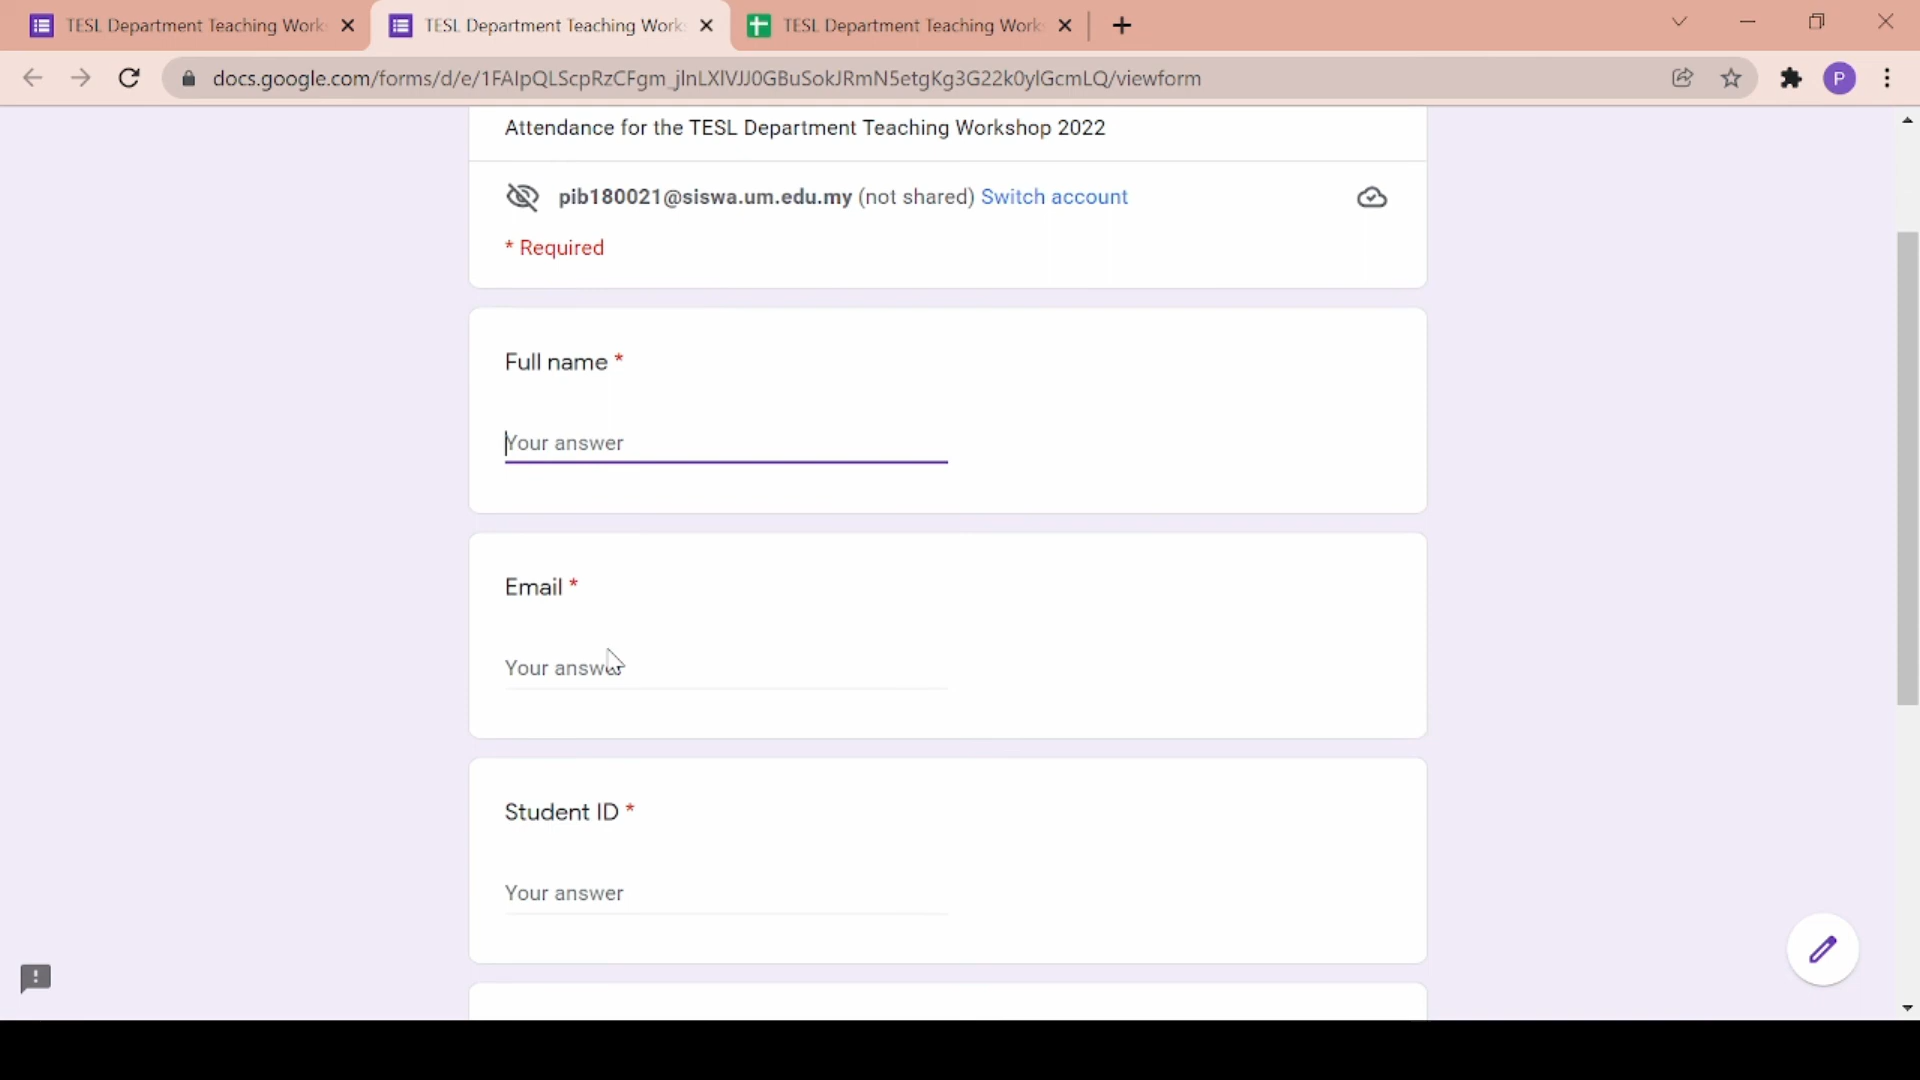 TESL Department Teaching Work
TESL Department Teaching Work
TESL Department Teaching Work
docs.google.com/forms/d/e/1FAIpQLScpRzCFgm_jlnLXlVJJ0GBuSokJRmN5etgKg3G22k0ylGcmLQ/viewform
P
Attendance for the TESL Department Teaching Workshop 2022
pib180021@siswa.um.edu.my (not shared) Switch account
* Required
Full name *
Your answer
Email *
Your answer
Student ID *
Your answer